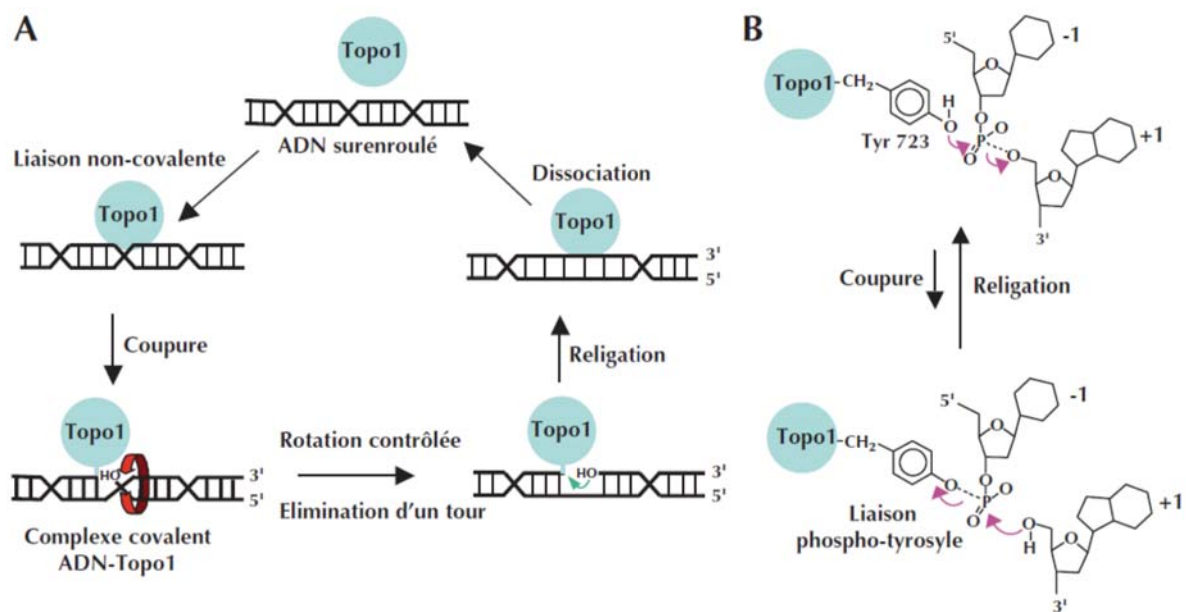 A
Topo1
ADN surenroulé
Liaison non-covalente
Topo1
Coupure
Topo1
HO
3'
5'
Complexe covalent
ADN-Topo1
Rotation contrôlée
Elimination d'un tour
Topo1
HO
3'
5'
Religation
Topo1
3'
5'
Dissociation
B
Topo1-CH2
Tyr 723
H
O
5'
O
-1
O
P
O
O
O
O
+1
3'
Coupure
Religation
Topo1-CH2
O
5'
O
-1
O
P
O
O
Liaison
phospho-tyrosyle
O
H
O
+1
3'